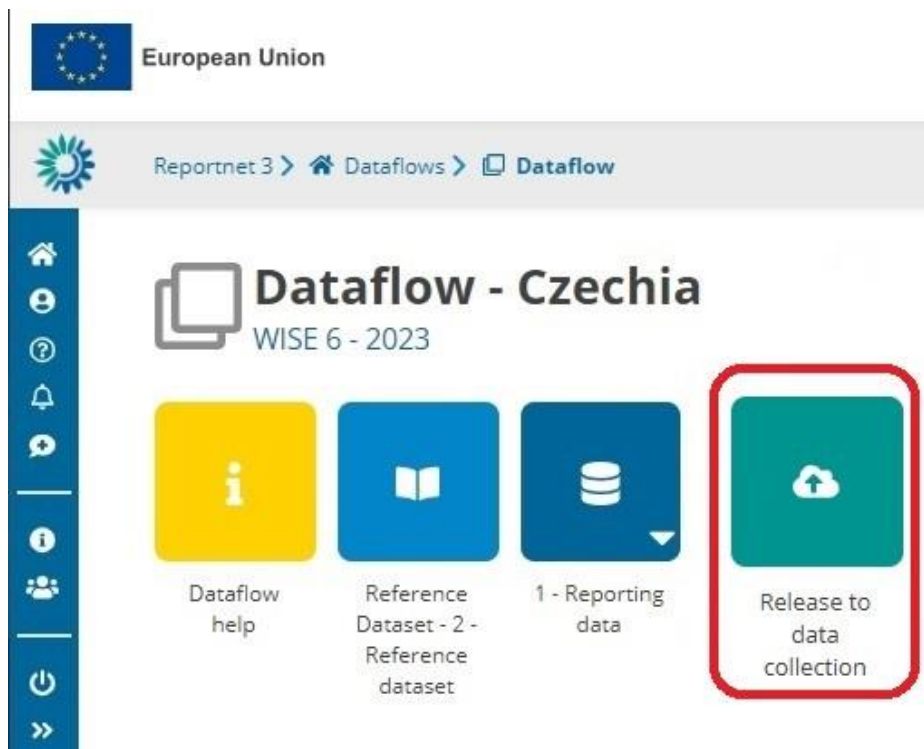 European Union
Reportnet 3 Dataflows Dataflow
Dataflow - Czechia
WISE 6 - 2023
Dataflow
help
Reference
Dataset - 2 -
Reference
dataset
1 - Reporting
data
Release to
data
collection